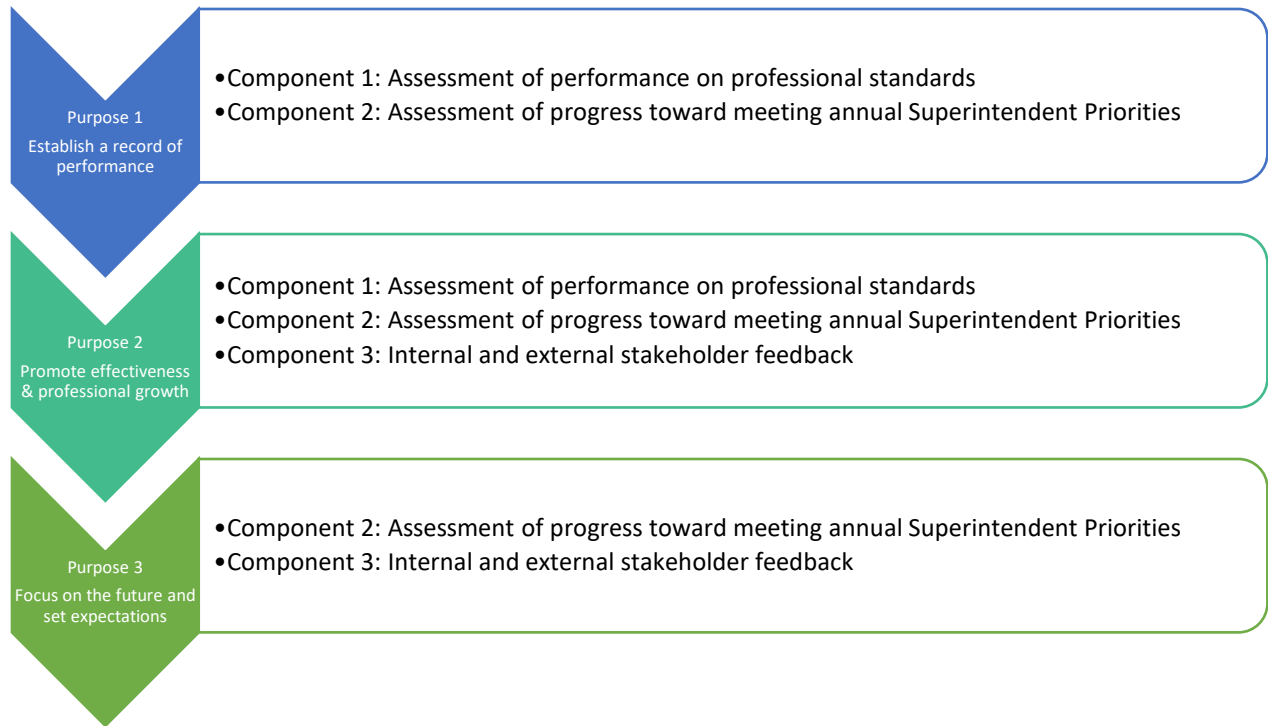 Purpose 1
Establish a record of
performance
•Component 1: Assessment of performance on professional standards
•Component 2: Assessment of progress toward meeting annual Superintendent Priorities
Purpose 2
Promote effectiveness
& professional growth
•Component 1: Assessment of performance on professional standards
•Component 2: Assessment of progress toward meeting annual Superintendent Priorities
•Component 3: Internal and external stakeholder feedback
Purpose 3
Focus on the future and
set expectations
•Component 2: Assessment of progress toward meeting annual Superintendent Priorities
•Component 3: Internal and external stakeholder feedback